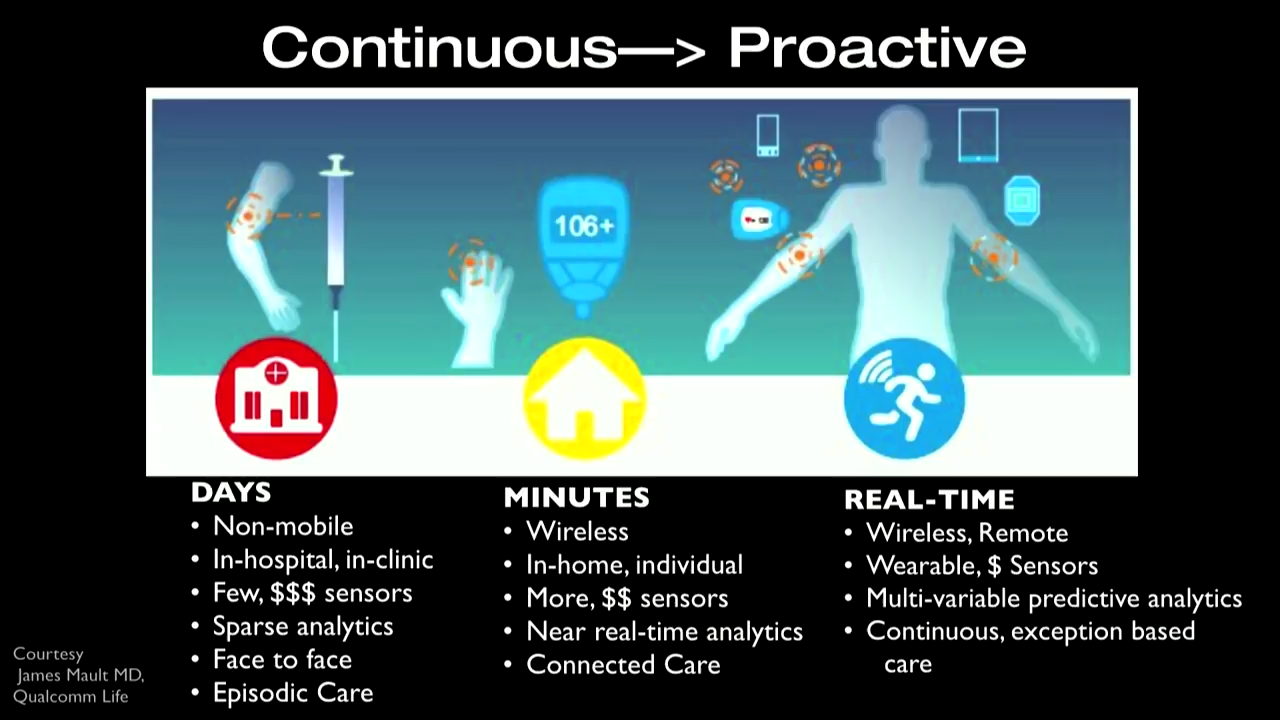 Continuous—> Proactive
106+
DAYS
• Non-mobile
• In-hospital, in-clinic
• Few, $$$ sensors
• Sparse analytics
• Face to face
• Episodic Care
MINUTES
• Wireless
• In-home, individual
• More, $$ sensors
• Near real-time analytics
• Connected Care
REAL-TIME
• Wireless, Remote
• Wearable, $ Sensors
• Multi-variable predictive analytics
• Continuous, exception based
care
Courtesy
James Mault MD,
Qualcomm Life